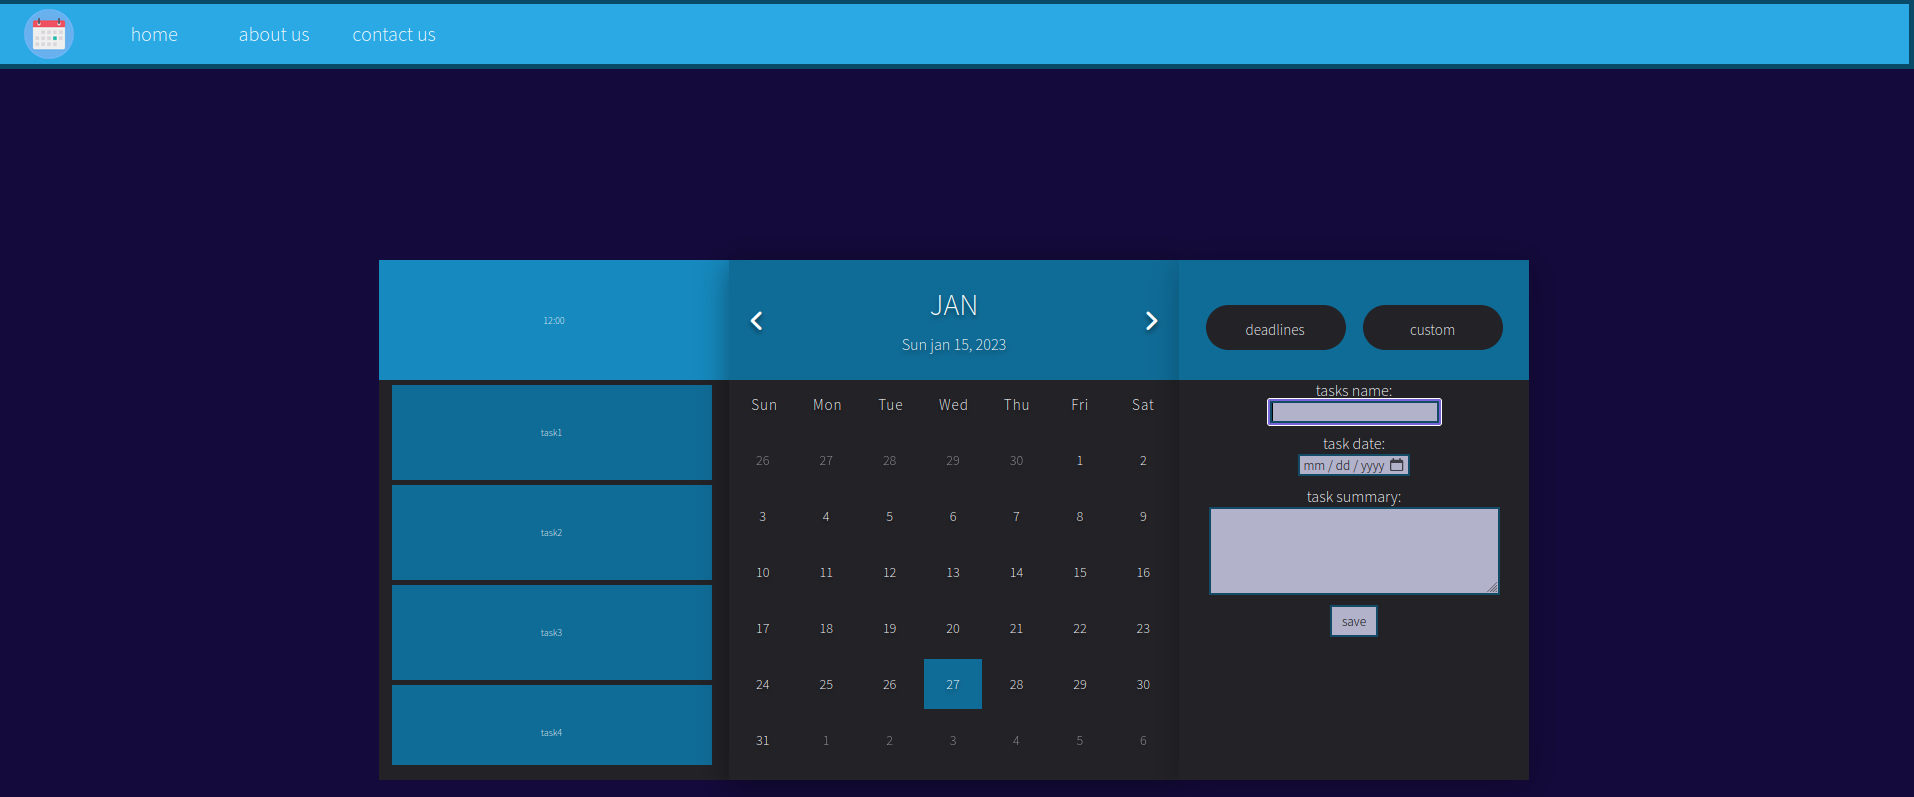 home about us contact us
12:00
task1
task2
task3
task4
JAN
Sun jan 15, 2023
Sun Mon Tue Wed Thu Fri Sat
26 27 28 29 30 1 2
3 4 5 6 7 8 9
10 11 12 13 14 15 16
17 18 19 20 21 22 23
24 25 26 27 28 29 30
31 1 2 3 4 5 6
deadlines custom
tasks name:
task date:
mm / dd / yyyy
task summary:
save